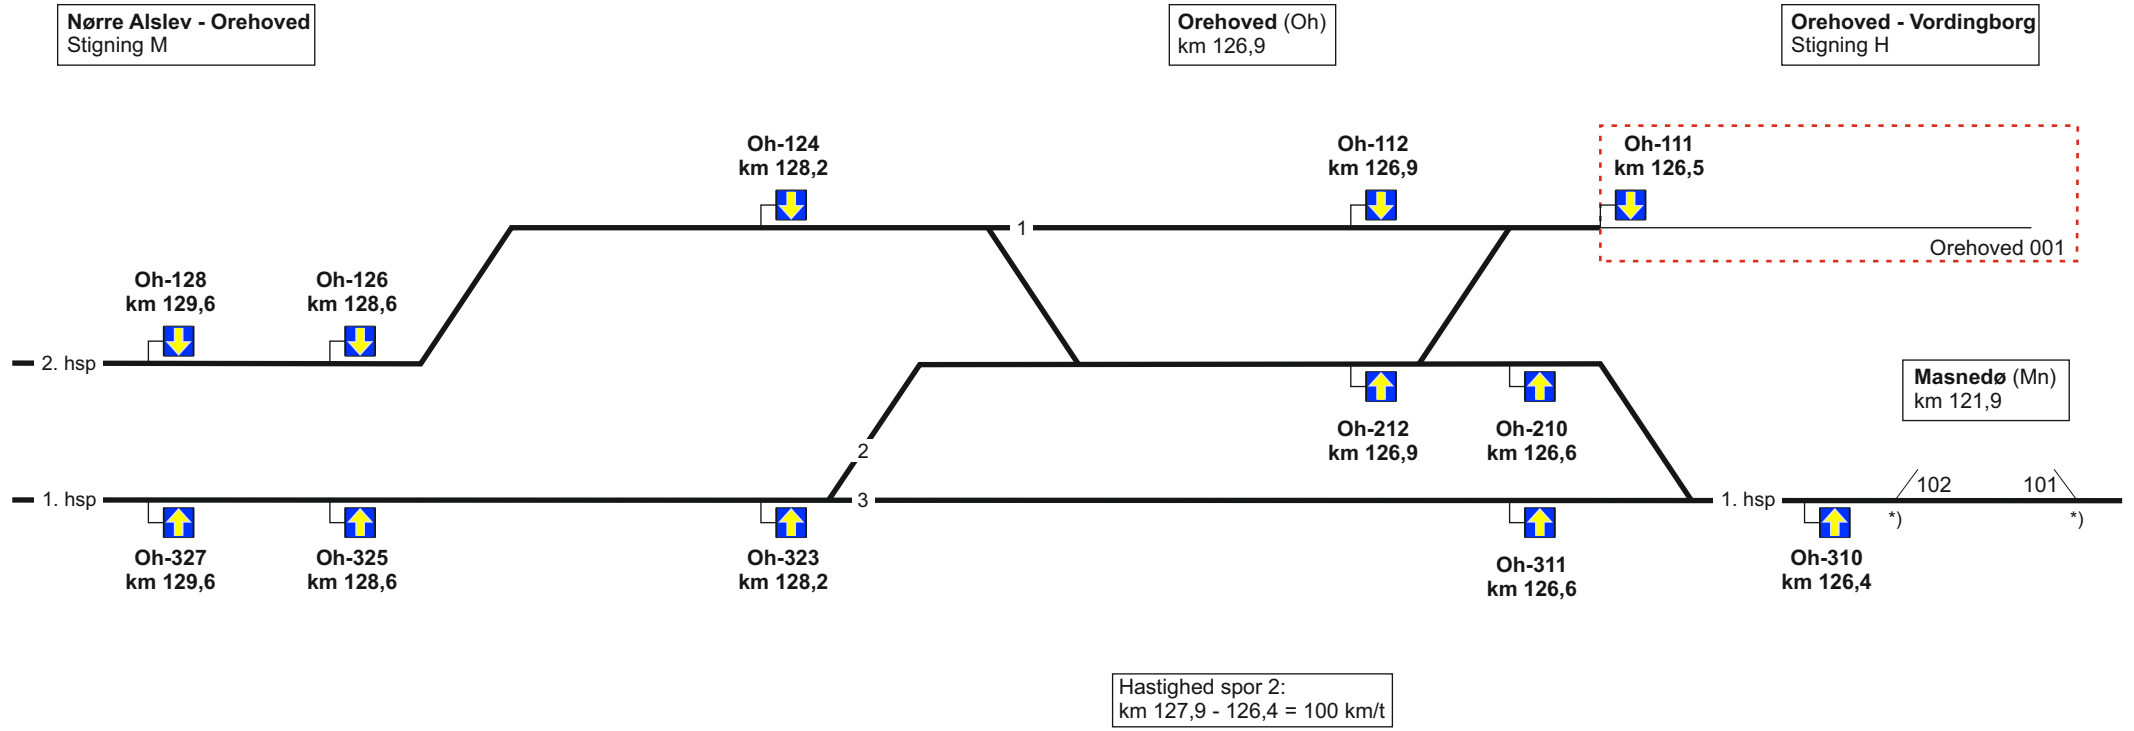 Nørre Alslev - Orehoved
Stigning M
Orehoved (Oh)
km 126,9
Orehoved - Vordingborg
Stigning H
Oh-124
km 128,2
Oh-112
km 126,9
Oh-111
km 126,5
1
Orehoved 001
Oh-128
km 129,6
Oh-126
km 128,6
2. hsp
Masnedø (Mn)
km 121,9
Oh-212
km 126,9
Oh-210
km 126,6
2
1. hsp
3
1. hsp
102
101
*)
*)
Oh-327
km 129,6
Oh-325
km 128,6
Oh-323
km 128,2
Oh-311
km 126,6
Oh-310
km 126,4
Hastighed spor 2:
km 127,9 - 126,4 = 100 km/t